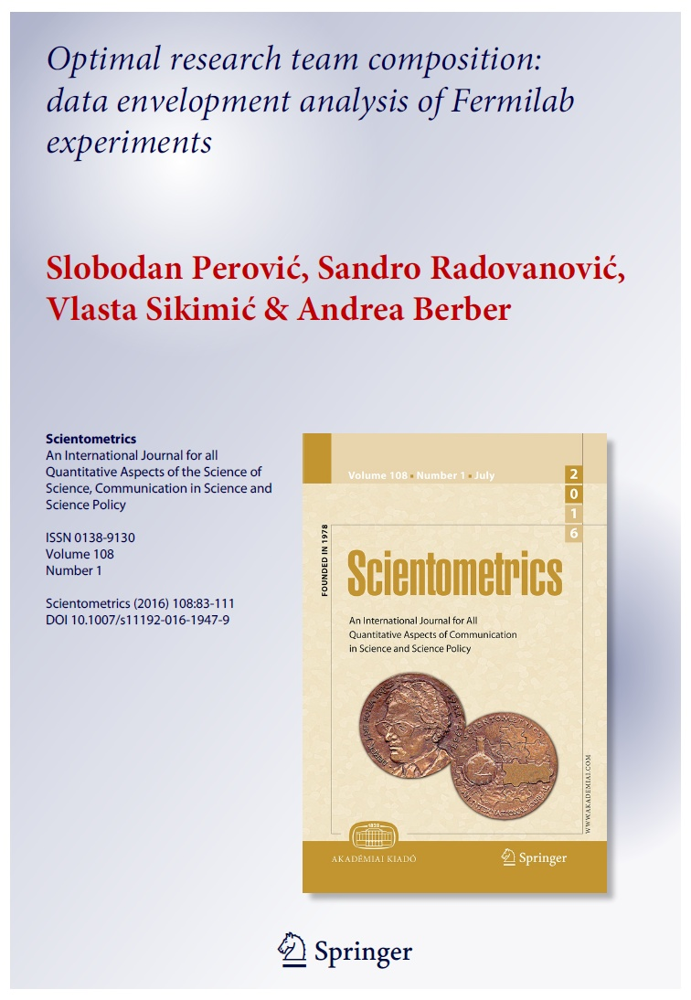 Optimal research team composition:
data envelopment analysis of Fermilab
experiments
Slobodan Perović, Sandro Radovanović,
Vlasta Sikimić & Andrea Berber
Scientometrics
An International Journal for all
Quantitative Aspects of the Science of
Science, Communication in Science and
Science Policy
ISSN 0138-9130
Volume 108
Number 1
Scientometrics (2016) 108:83-111
DOI 10.1007/s11192-016-1947-9
Volume 108 ▪ Number 1 ▪ July
2
0
1
6
FOUNDED IN 1978
Scientometrics
An International Journal for All
Quantitative Aspects of Communication
in Science and Science Policy
SCIENTOMETRICS
WWW.AKADEMIAI.COM
1828
AKADÉMIAI KIADÓ
Springer
Springer